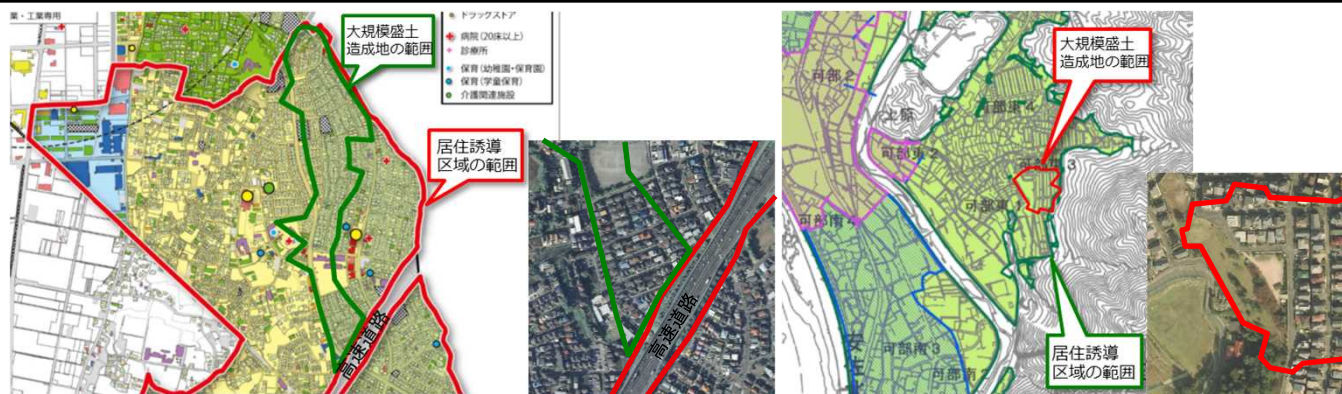 業・工業専用
ドラッグストア
病院(20床以上)
診療所
保育(幼稚園・保育園)
保育(学童保育)
介護関連施設
大規模盛土
造成地の範囲
居住誘導
区域の範囲
高速道路
高速道路
大規模盛土
造成地の範囲
可部2
可部東4
可部東2
可部東1
3
可部南4
可部南3
可部南2
居住誘導
区域の範囲